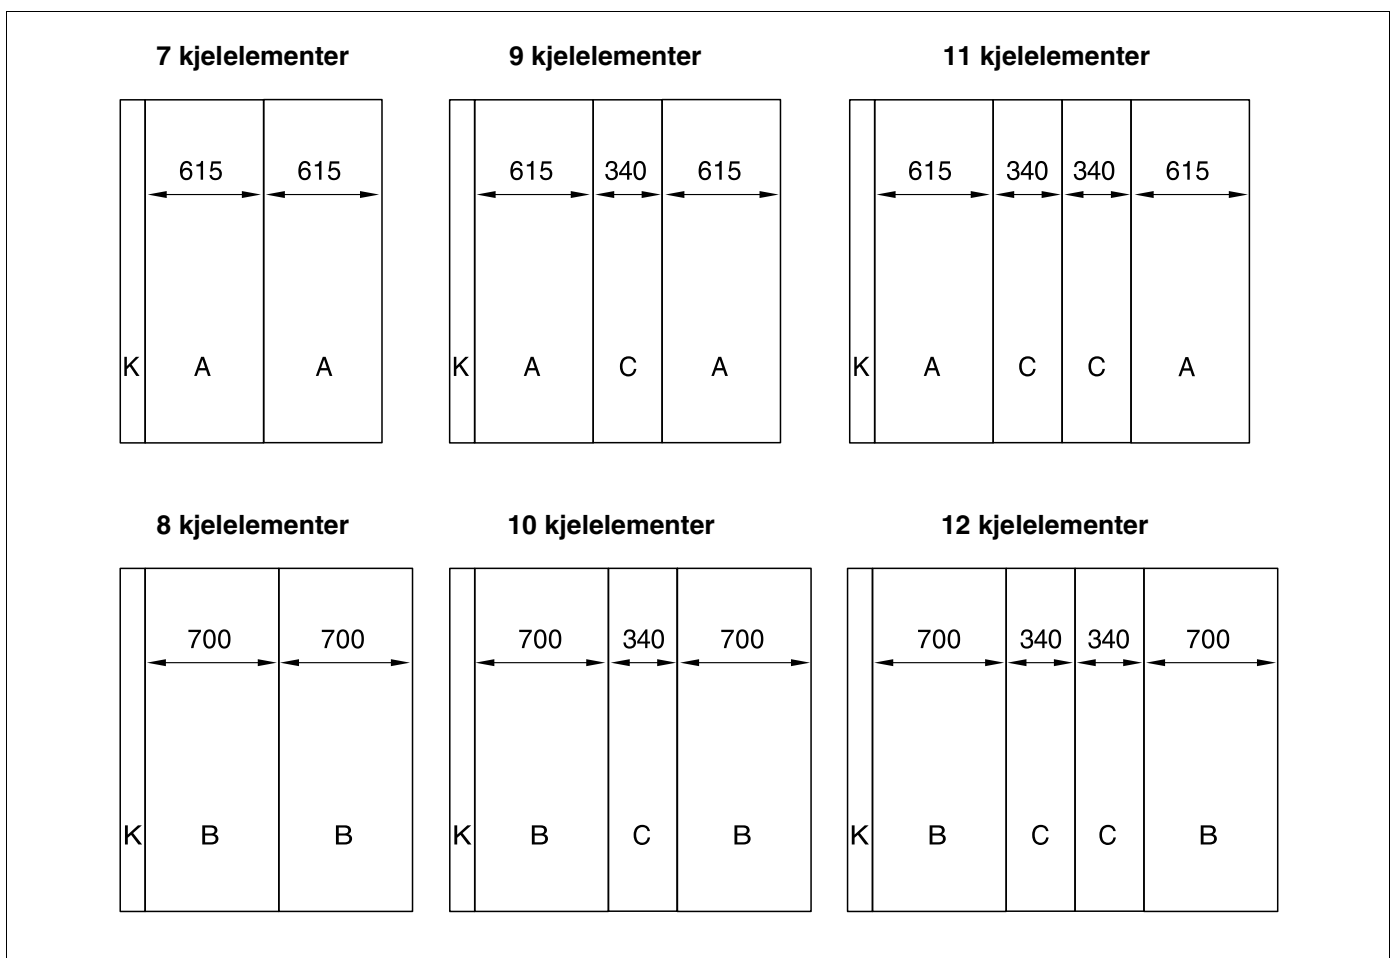 7 kjelelementer
9 kjelelementer
11 kjelelementer
615 615
615 340 615
615 340 340 615
K A A
K A C A
K A C C A
8 kjelelementer
10 kjelelementer
12 kjelelementer
700 700
700 340 700
700 340 340 700
K B B
K B C B
K B C C B